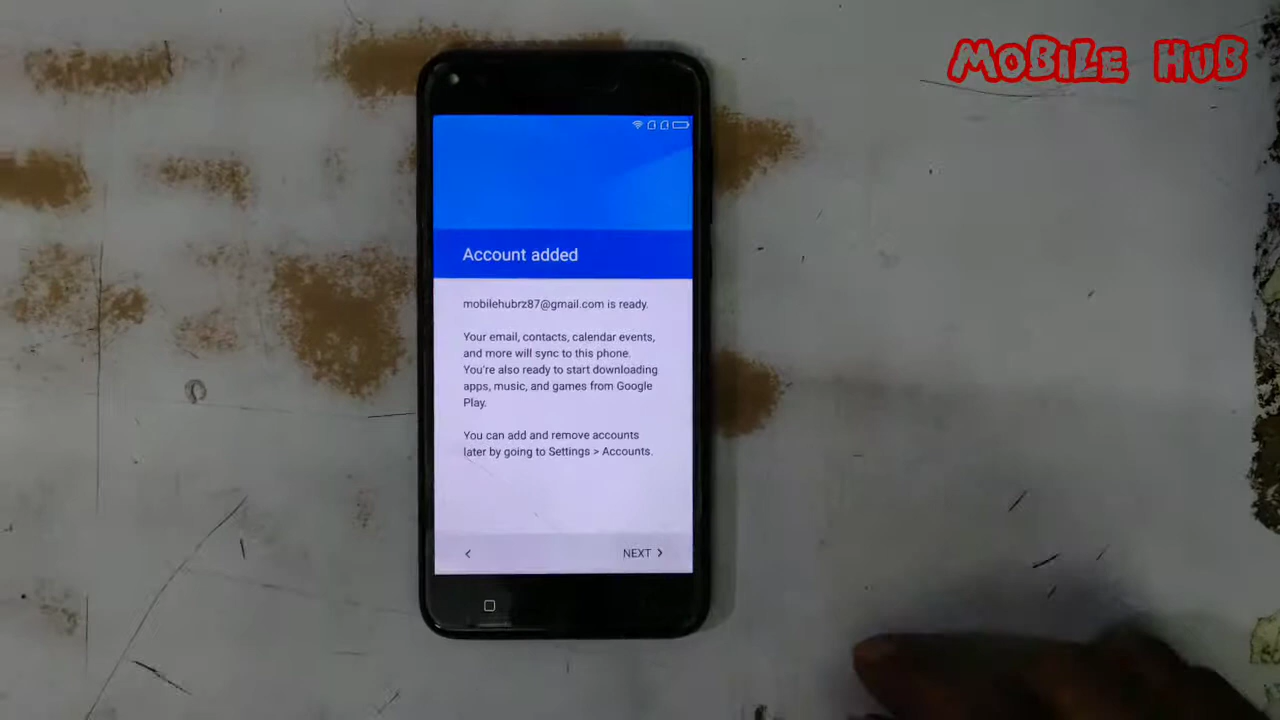 MOBILE HUB
Account added
mobilehubrz87@gmail.com is ready.
Your email, contacts, calendar events,
and more will sync to this phone.
You're also ready to start downloading
apps, music, and games from Google
Play.
You can add and remove accounts
later by going to Settings > Accounts.
NEXT